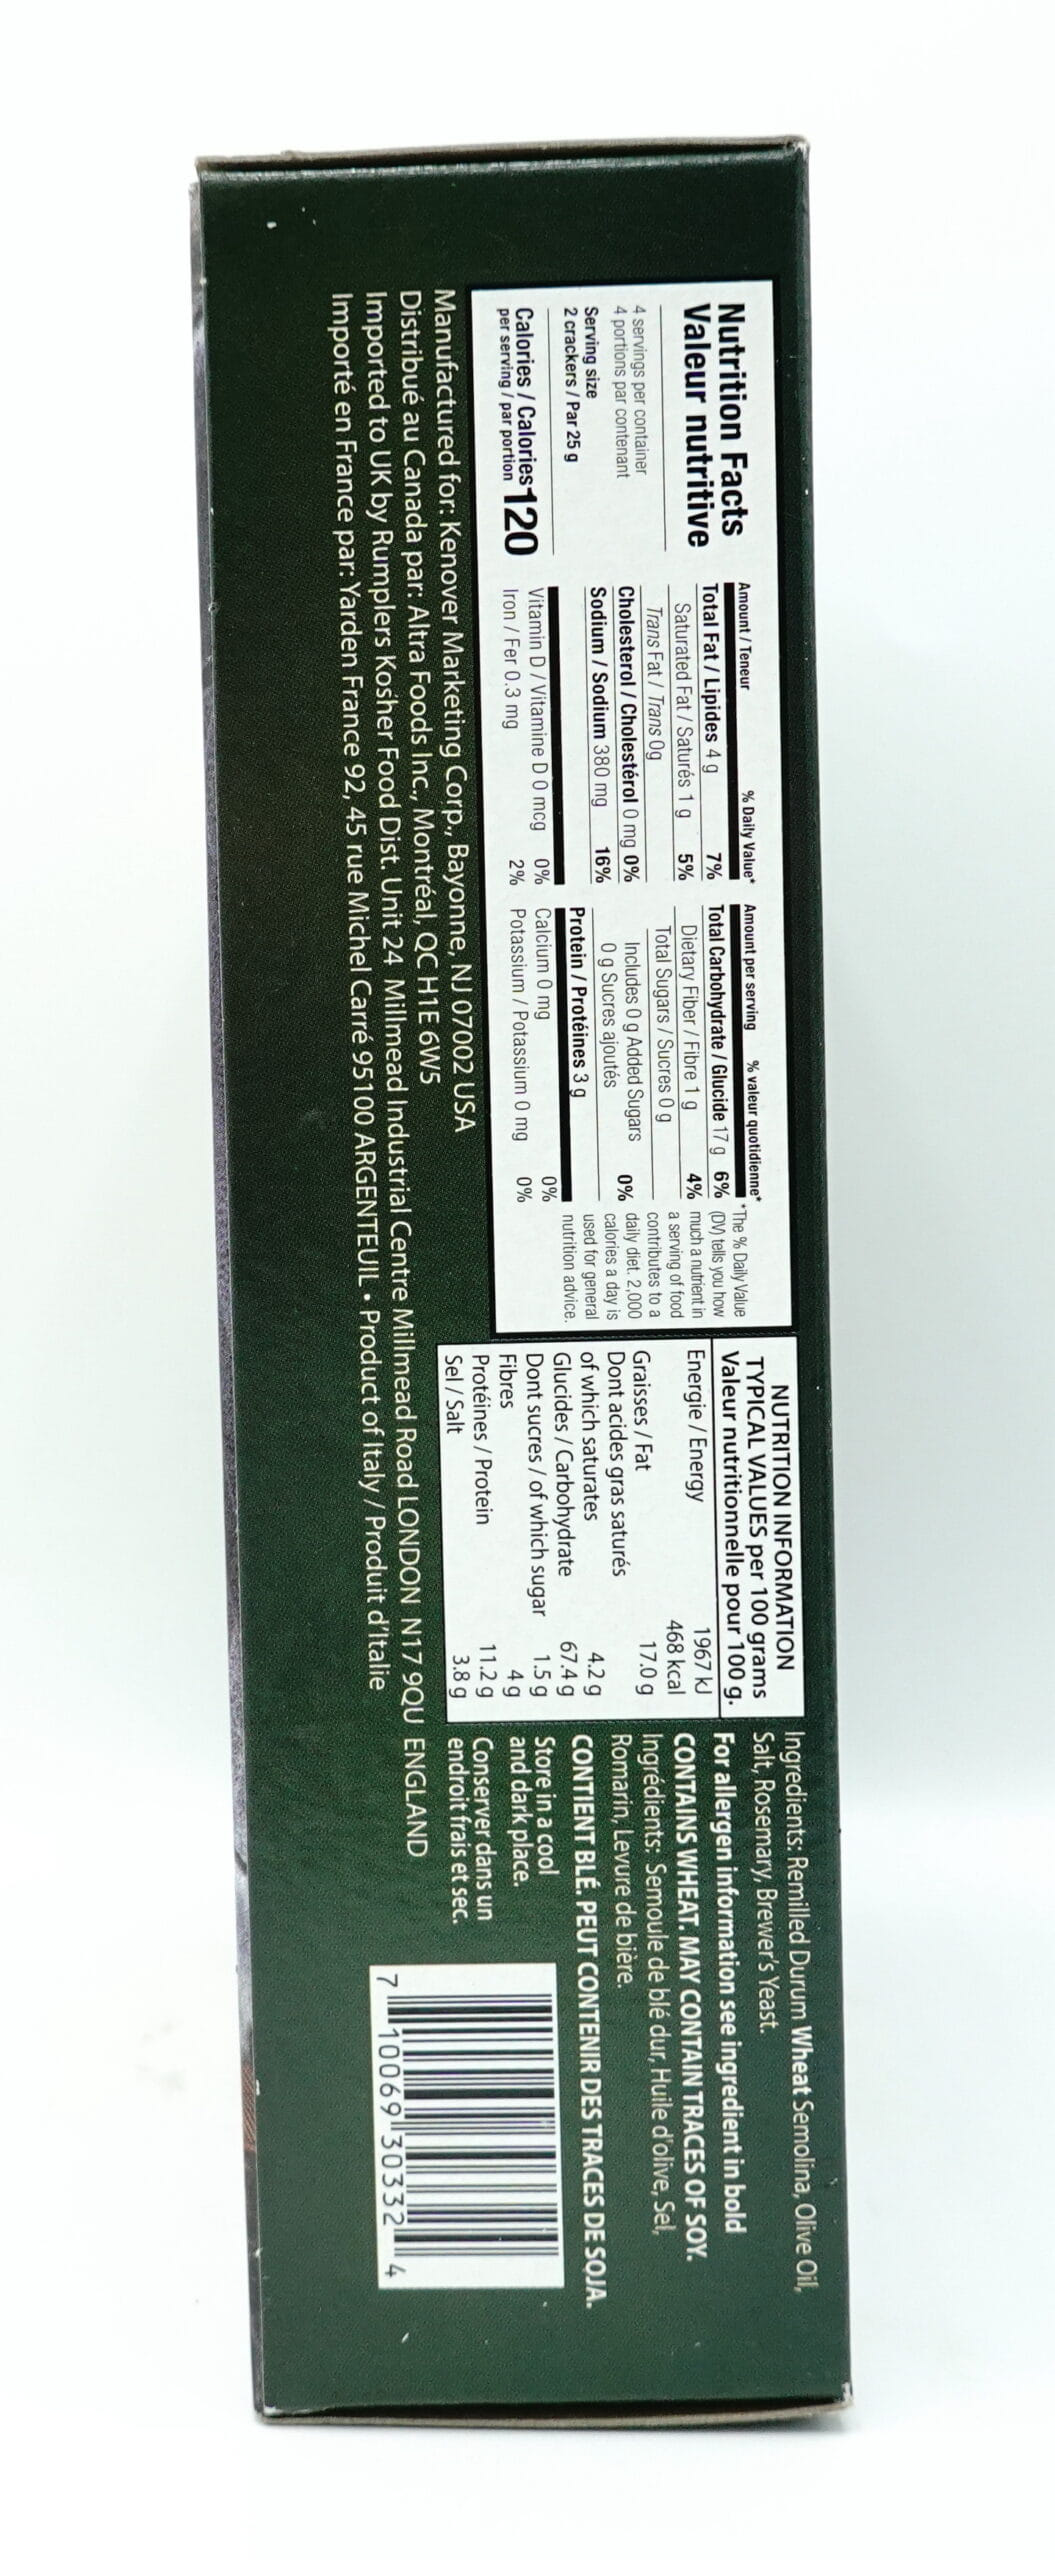 Nutrition Facts
Valeur nutritive
4 servings per container
4 portions par contenant
Serving size
2 crackers / Par 25 g
Calories / Calories 120
per serving / par portion
Amount / Teneur % Daily Value*
Total Fat / Lipides 4 g 7%
Saturated Fat / Saturés 1 g 5%
Trans Fat / Trans 0g
Cholesterol / Cholestérol 0 mg 0%
Sodium / Sodium 380 mg 16%
Vitamin D / Vitamine D 0 mcg 0%
Iron / Fer 0.3 mg 2%
Amount per serving % valeur quotidienne*
Total Carbohydrate / Glucide 17 g 6%
Dietary Fiber / Fibre 1 g 4%
Total Sugars / Sucres 0 g
Includes 0 g Added Sugars 0%
0 g Sucres ajoutés
Protein / Protéines 3 g
Calcium 0 mg 0%
Potassium / Potassium 0 mg 0%
*The % Daily Value
(DV) tells you how
much a nutrient in
a serving of food
contributes to a
daily diet. 2,000
calories a day is
used for general
nutrition advice.
NUTRITION INFORMATION
TYPICAL VALUES per 100 grams
Valeur nutritionnelle pour 100 g.
Energie / Energy 1967 kJ
468 kcal
Graisses / Fat 17.0 g
Dont acides gras saturés
of which saturates 4.2 g
Glucides / Carbohydrate 67.4 g
Dont sucres / of which sugar 1.5 g
Fibres 4 g
Protéines / Protein 11.2 g
Sel / Salt 3.8 g
Ingredients: Remilled Durum Wheat Semolina, Olive Oil,
Salt, Rosemary, Brewer's Yeast.
For allergen information see ingredient in bold
CONTAINS WHEAT. MAY CONTAIN TRACES OF SOY.
Ingrédients: Semoule de blé dur, Huile d'olive, Sel,
Romarin, Levure de bière.
CONTIENT BLÉ. PEUT CONTENIR DES TRACES DE SOJA.
Store in a cool
and dark place.
Conserver dans un
endroit frais et sec.
Manufactured for: Kenover Marketing Corp., Bayonne, NJ 07002 USA
Distribué au Canada par: Altra Foods Inc., Montréal, QC H1E 6W5
Imported to UK by Rumplers Kosher Food Dist. Unit 24 Millmead Industrial Centre Millmead Road LONDON N17 9QU ENGLAND
Importé en France par: Yarden France 92, 45 rue Michel Carré 95100 ARGENTEUIL • Product of Italy / Produit d'Italie
7 10069 30332 4